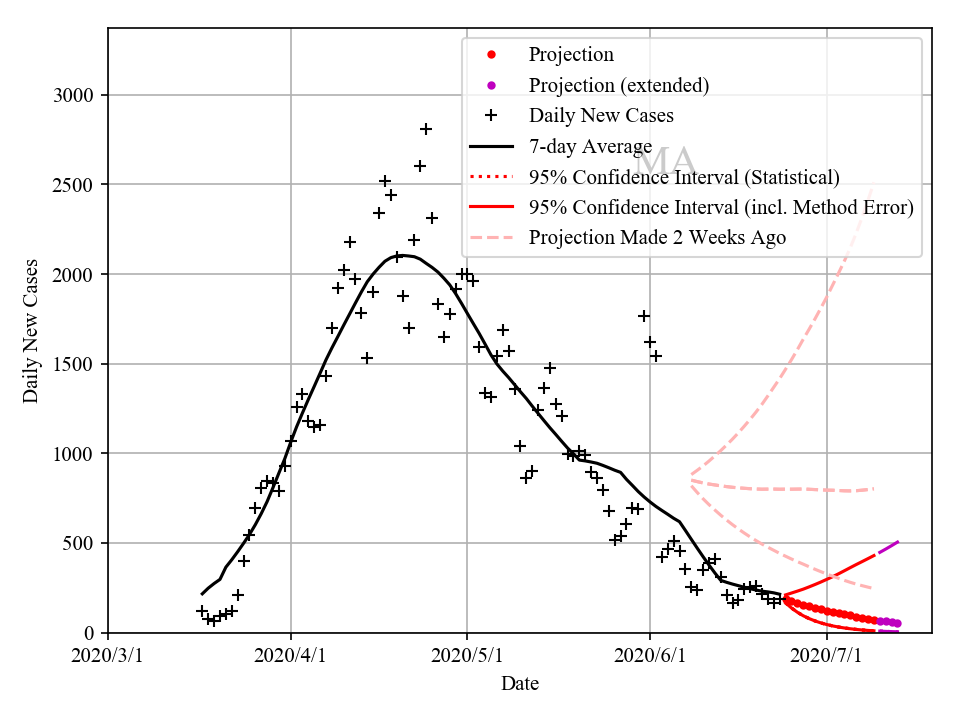 3000
2500
2000
1500
1000
500
0
Daily New Cases
Projection
Projection (extended)
Daily New Cases
7-day Average
MA
95% Confidence Interval (Statistical)
95% Confidence Interval (incl. Method Error)
Projection Made 2 Weeks Ago
2020/3/1 2020/4/1 2020/5/1 2020/6/1 2020/7/1
Date